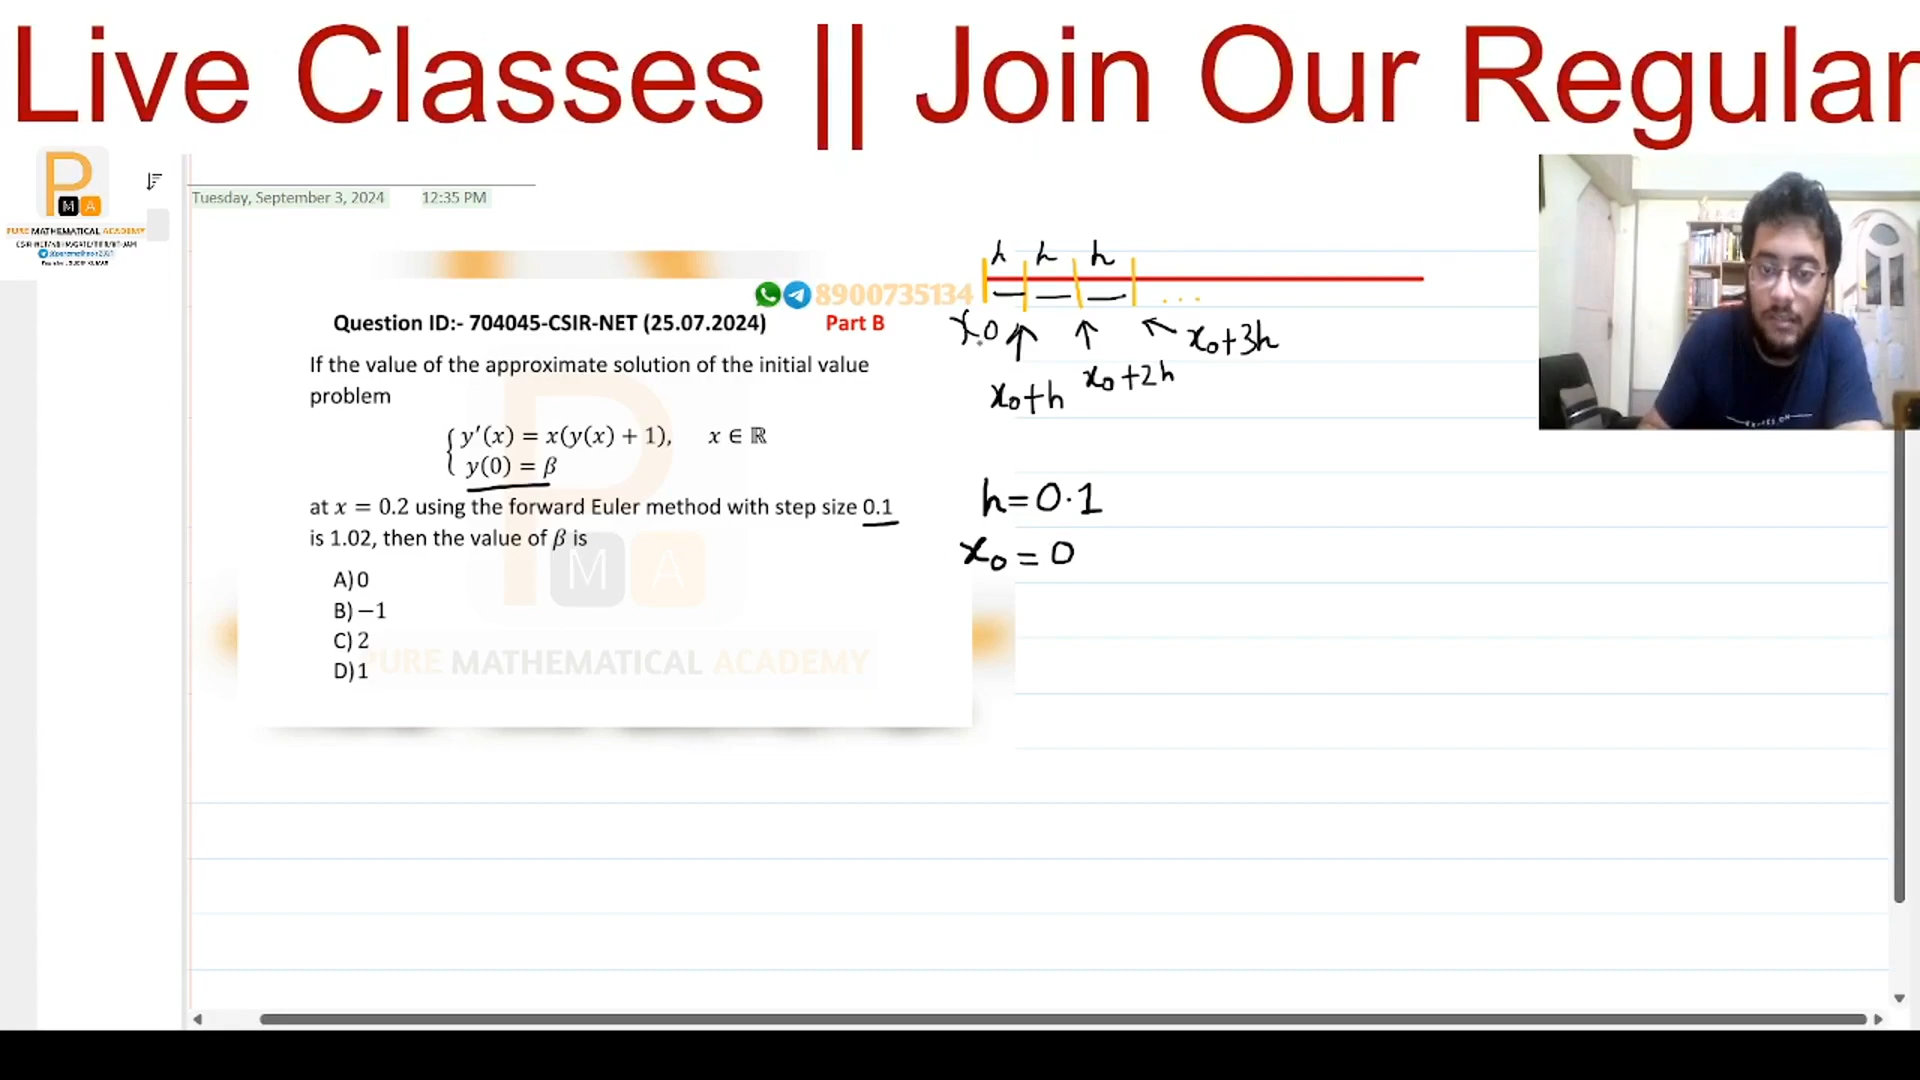 Live Classes || Join Our Regular
P
M A
PURE MATHEMATICAL ACADEMY
Tuesday, September 3, 2024 12:35 PM
8900735134
Question ID:- 704045-CSIR-NET (25.07.2024) Part B
If the value of the approximate solution of the initial value
problem
y′(x) = x(y(x) + 1), x ∈ ℝ
y(0) = β
at x = 0.2 using the forward Euler method with step size 0.1
is 1.02, then the value of β is
A) 0
B) −1
C) 2
D) 1
M A
PURE MATHEMATICAL ACADEMY
h h h
...
x0
x0+h
x0+2h
x0+3h
h=0.1
x0 = 0